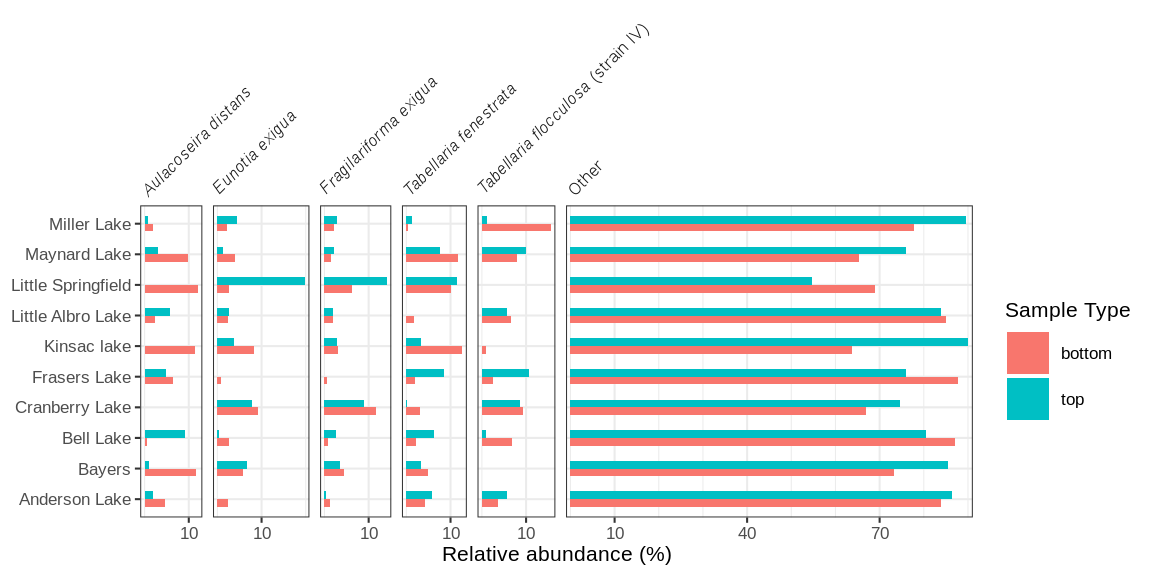 Aulacoseira distans
Eunotia exigua
Fragilariforma exigua
Tabellaria fenestrata
Tabellaria flocculosa (strain IV)
Other
Miller Lake
Maynard Lake
Little Springfield
Little Albro Lake
Kinsac lake
Frasers Lake
Cranberry Lake
Bell Lake
Bayers
Anderson Lake
10 10 10 10 10 10 40 70
Relative abundance (%)
Sample Type
bottom
top